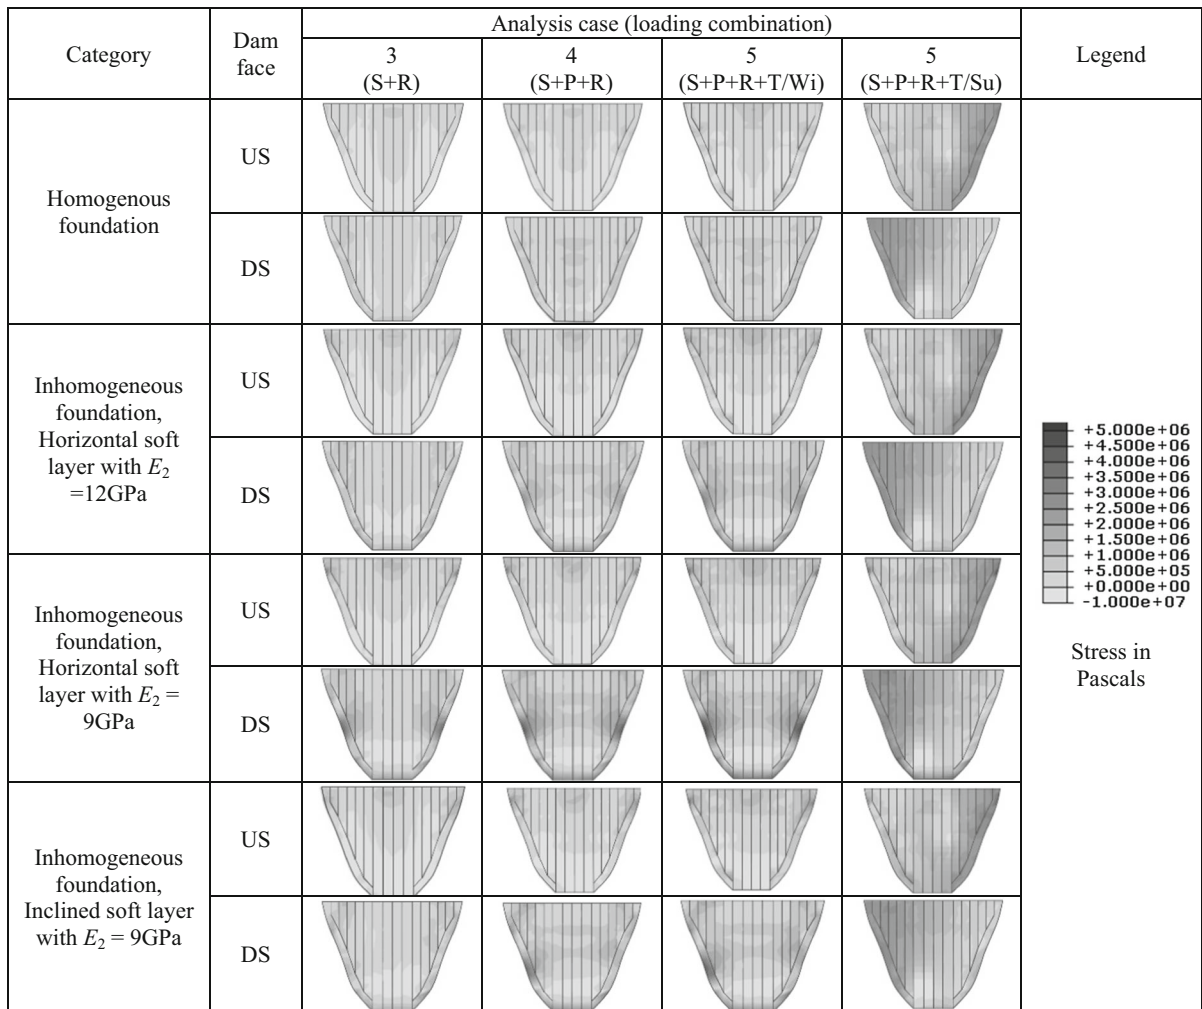 Category
Dam
face
Analysis case (loading combination)
Legend
3
(S+R)
4
(S+P+R)
5
(S+P+R+T/Wi)
5
(S+P+R+T/Su)
Homogenous
foundation
US
DS
Inhomogeneous
foundation,
Horizontal soft
layer with E₂
=12GPa
US
DS
Inhomogeneous
foundation,
Horizontal soft
layer with E₂ =
9GPa
US
DS
Inhomogeneous
foundation,
Inclined soft layer
with E₂ = 9GPa
US
DS
+5.000e+06
+4.500e+06
+4.000e+06
+3.500e+06
+3.000e+06
+2.500e+06
+2.000e+06
+1.500e+06
+1.000e+06
+5.000e+05
+0.000e+00
-1.000e+07
Stress in
Pascals